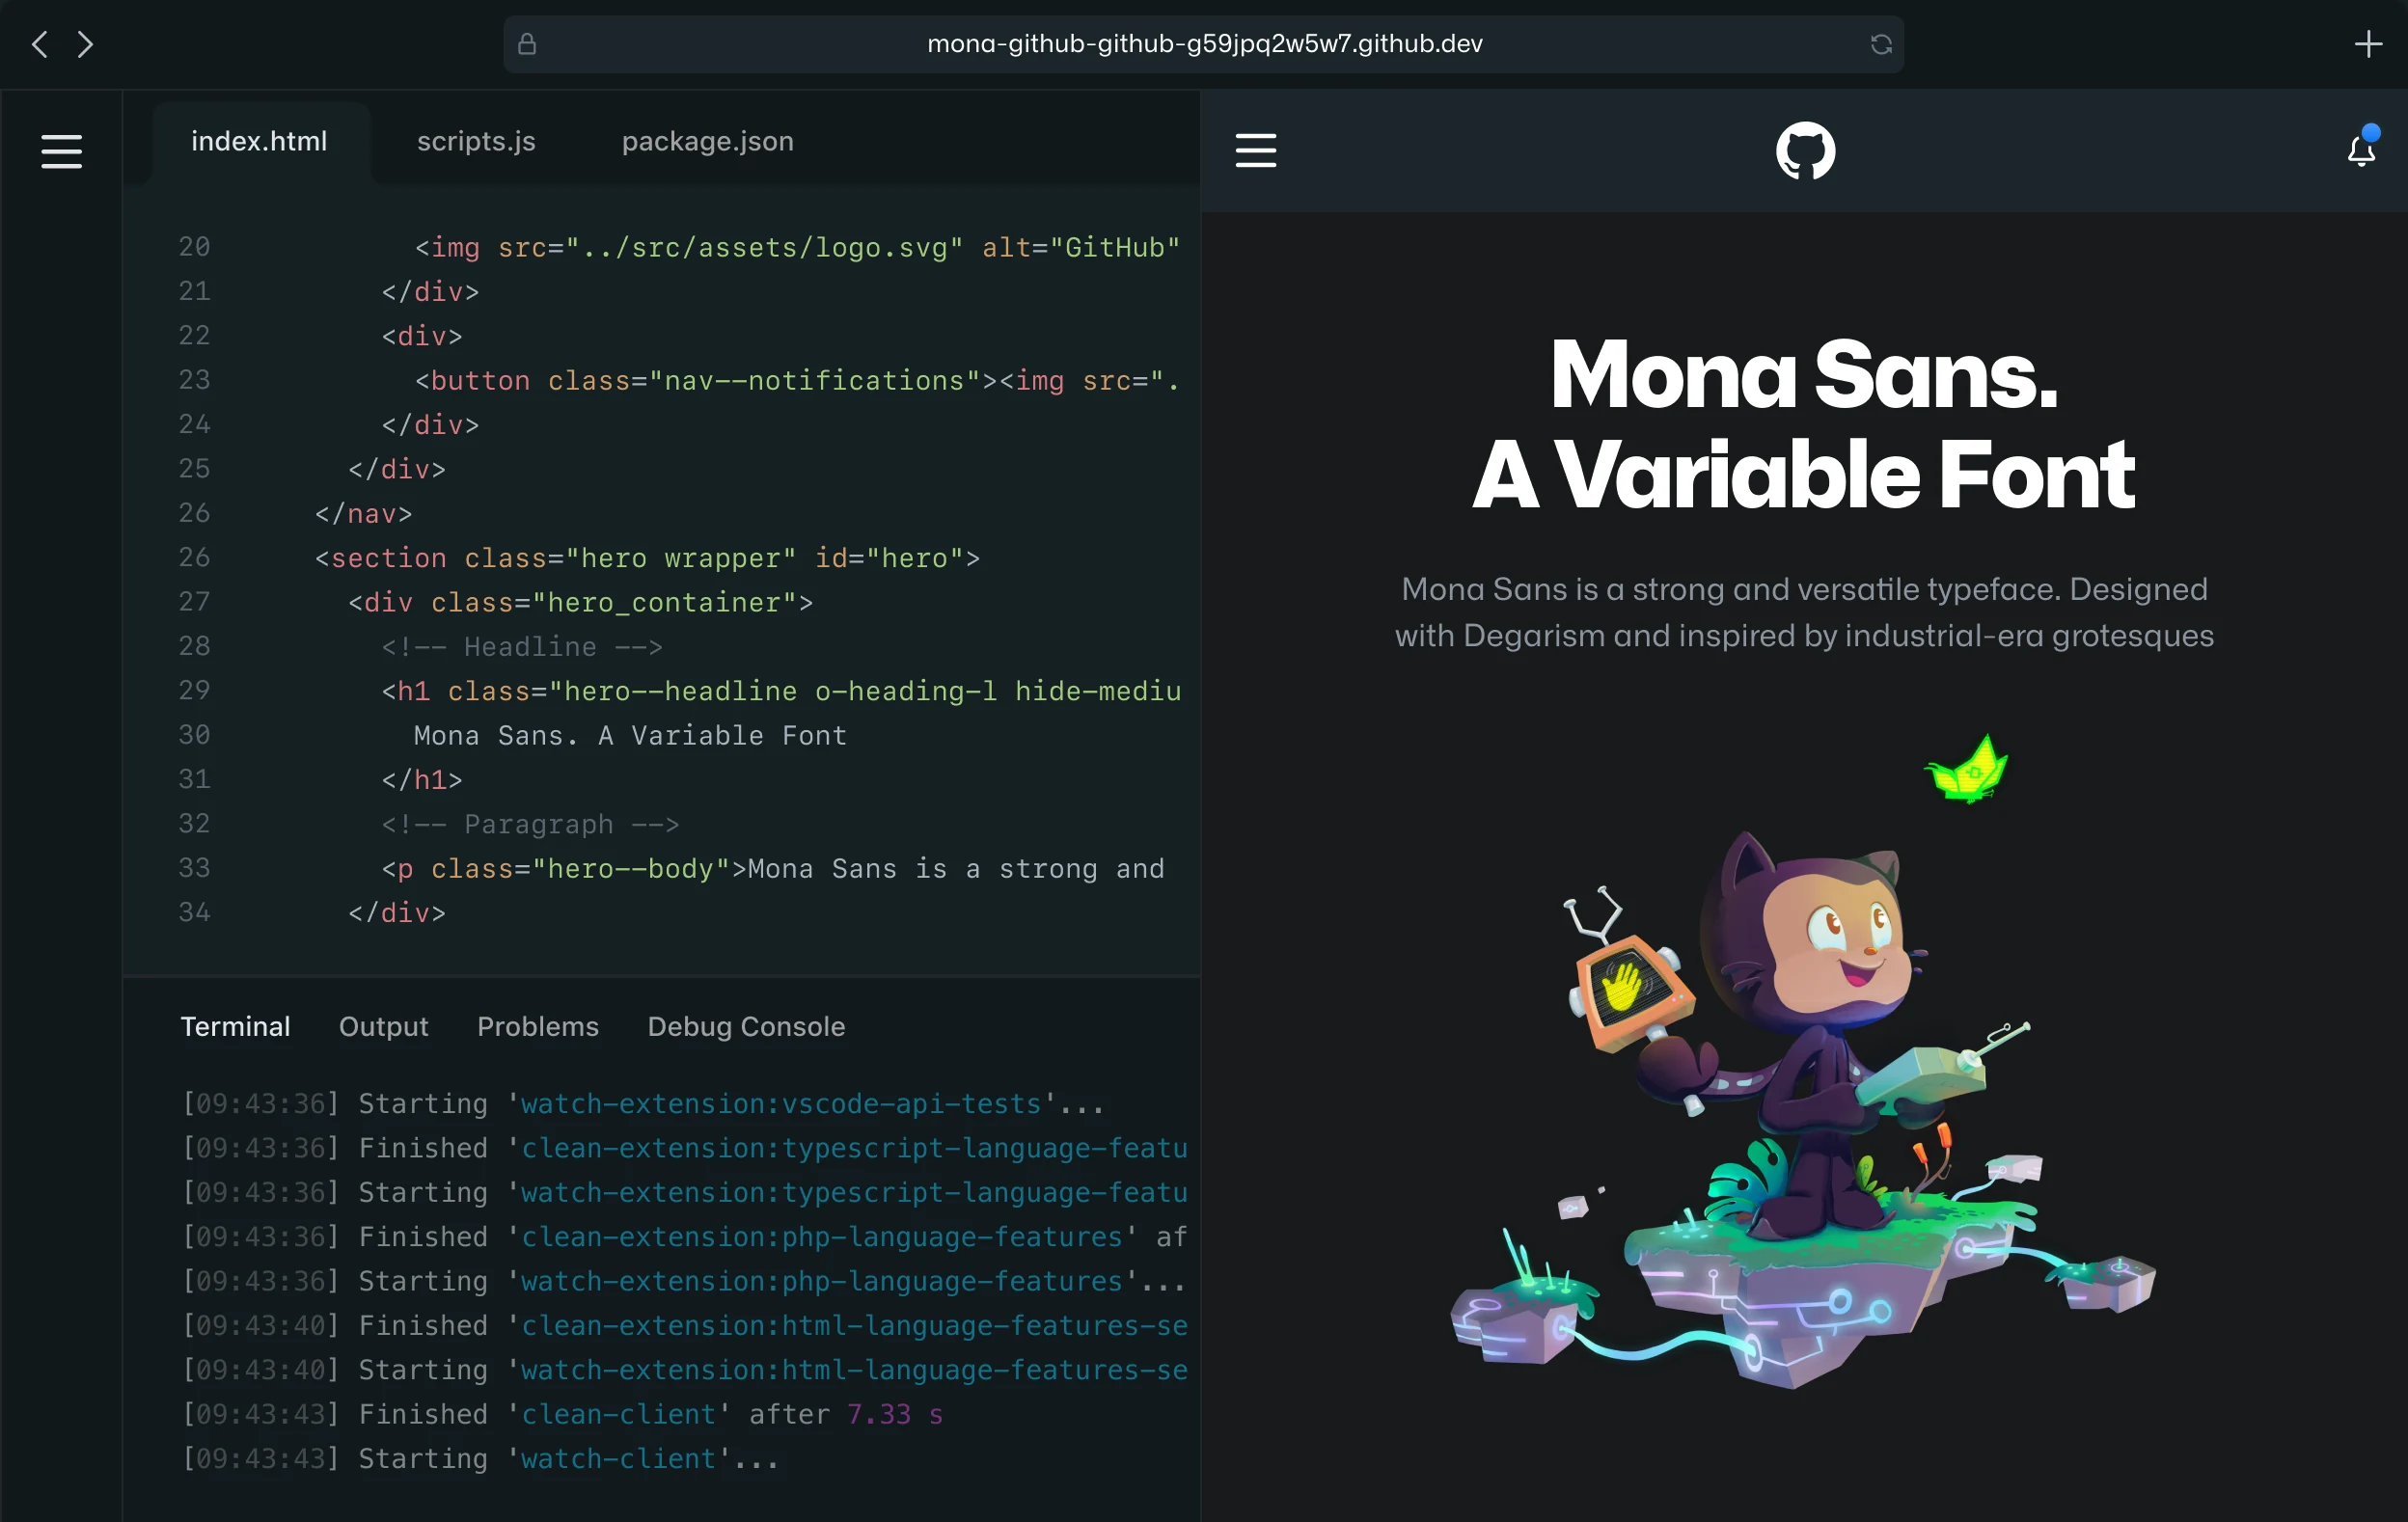 mona-github-github-g59jpq2w5w7.github.dev
index.html scripts.js package.json
20 <img src="../src/assets/logo.svg" alt="GitHub"
21 </div>
22 <div>
23 <button class="nav--notifications"><img src=".
24 </div>
25 </div>
26 </nav>
26 <section class="hero wrapper" id="hero">
27 <div class="hero_container">
28 <!-- Headline -->
29 <h1 class="hero--headline o-heading-l hide-mediu
30 Mona Sans. A Variable Font
31 </h1>
32 <!-- Paragraph -->
33 <p class="hero--body">Mona Sans is a strong and
34 </div>
Terminal Output Problems Debug Console
[09:43:36] Starting 'watch-extension:vscode-api-tests'...
[09:43:36] Finished 'clean-extension:typescript-language-featu
[09:43:36] Starting 'watch-extension:typescript-language-featu
[09:43:36] Finished 'clean-extension:php-language-features' af
[09:43:36] Starting 'watch-extension:php-language-features'...
[09:43:40] Finished 'clean-extension:html-language-features-se
[09:43:40] Starting 'watch-extension:html-language-features-se
[09:43:43] Finished 'clean-client' after 7.33 s
[09:43:43] Starting 'watch-client'...
Mona Sans.
A Variable Font
Mona Sans is a strong and versatile typeface. Designed
with Degarism and inspired by industrial-era grotesques